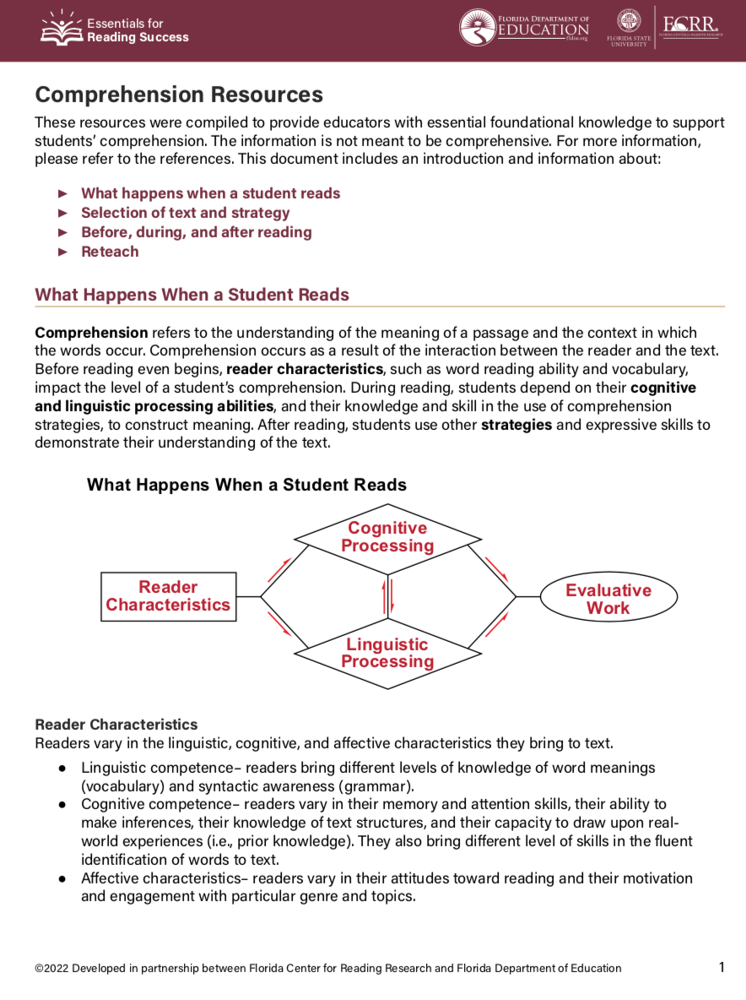 Essentials for
Reading Success
FLORIDA DEPARTMENT OF
EDUCATION
fldoe.org
FLORIDA STATE
UNIVERSITY
FCRR®
FLORIDA CENTER for READING RESEARCH
Comprehension Resources
These resources were compiled to provide educators with essential foundational knowledge to support
students’ comprehension. The information is not meant to be comprehensive. For more information,
please refer to the references. This document includes an introduction and information about:
► What happens when a student reads
► Selection of text and strategy
► Before, during, and after reading
► Reteach
What Happens When a Student Reads
Comprehension refers to the understanding of the meaning of a passage and the context in which
the words occur. Comprehension occurs as a result of the interaction between the reader and the text.
Before reading even begins, reader characteristics, such as word reading ability and vocabulary,
impact the level of a student’s comprehension. During reading, students depend on their cognitive
and linguistic processing abilities, and their knowledge and skill in the use of comprehension
strategies, to construct meaning. After reading, students use other strategies and expressive skills to
demonstrate their understanding of the text.
What Happens When a Student Reads
Cognitive
Processing
Reader
Characteristics
Evaluative
Work
Linguistic
Processing
Reader Characteristics
Readers vary in the linguistic, cognitive, and affective characteristics they bring to text.
● Linguistic competence– readers bring different levels of knowledge of word meanings
(vocabulary) and syntactic awareness (grammar).
● Cognitive competence– readers vary in their memory and attention skills, their ability to
make inferences, their knowledge of text structures, and their capacity to draw upon real-
world experiences (i.e., prior knowledge). They also bring different level of skills in the fluent
identification of words to text.
● Affective characteristics– readers vary in their attitudes toward reading and their motivation
and engagement with particular genre and topics.
©2022 Developed in partnership between Florida Center for Reading Research and Florida Department of Education
1